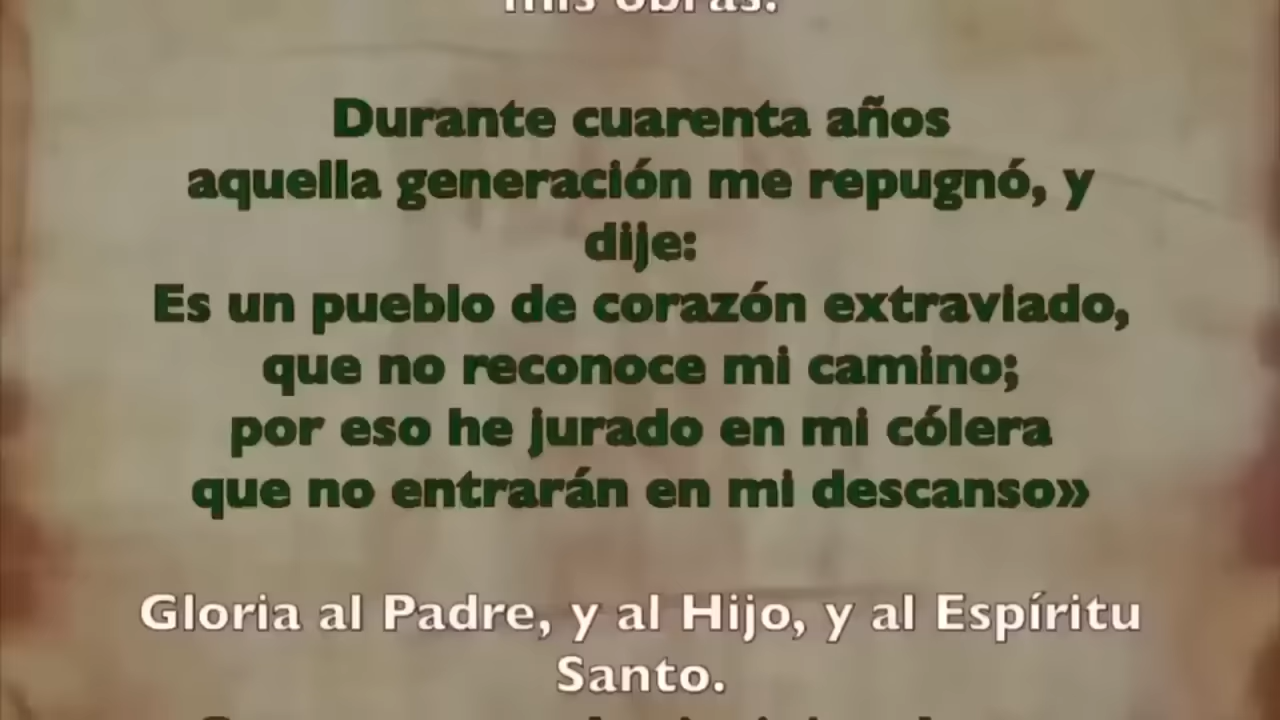 mis obras.
Durante cuarenta años
aquella generación me repugnó, y
dije:
Es un pueblo de corazón extraviado,
que no reconoce mi camino;
por eso he jurado en mi cólera
que no entrarán en mi descanso»
Gloria al Padre, y al Hijo, y al Espíritu
Santo.